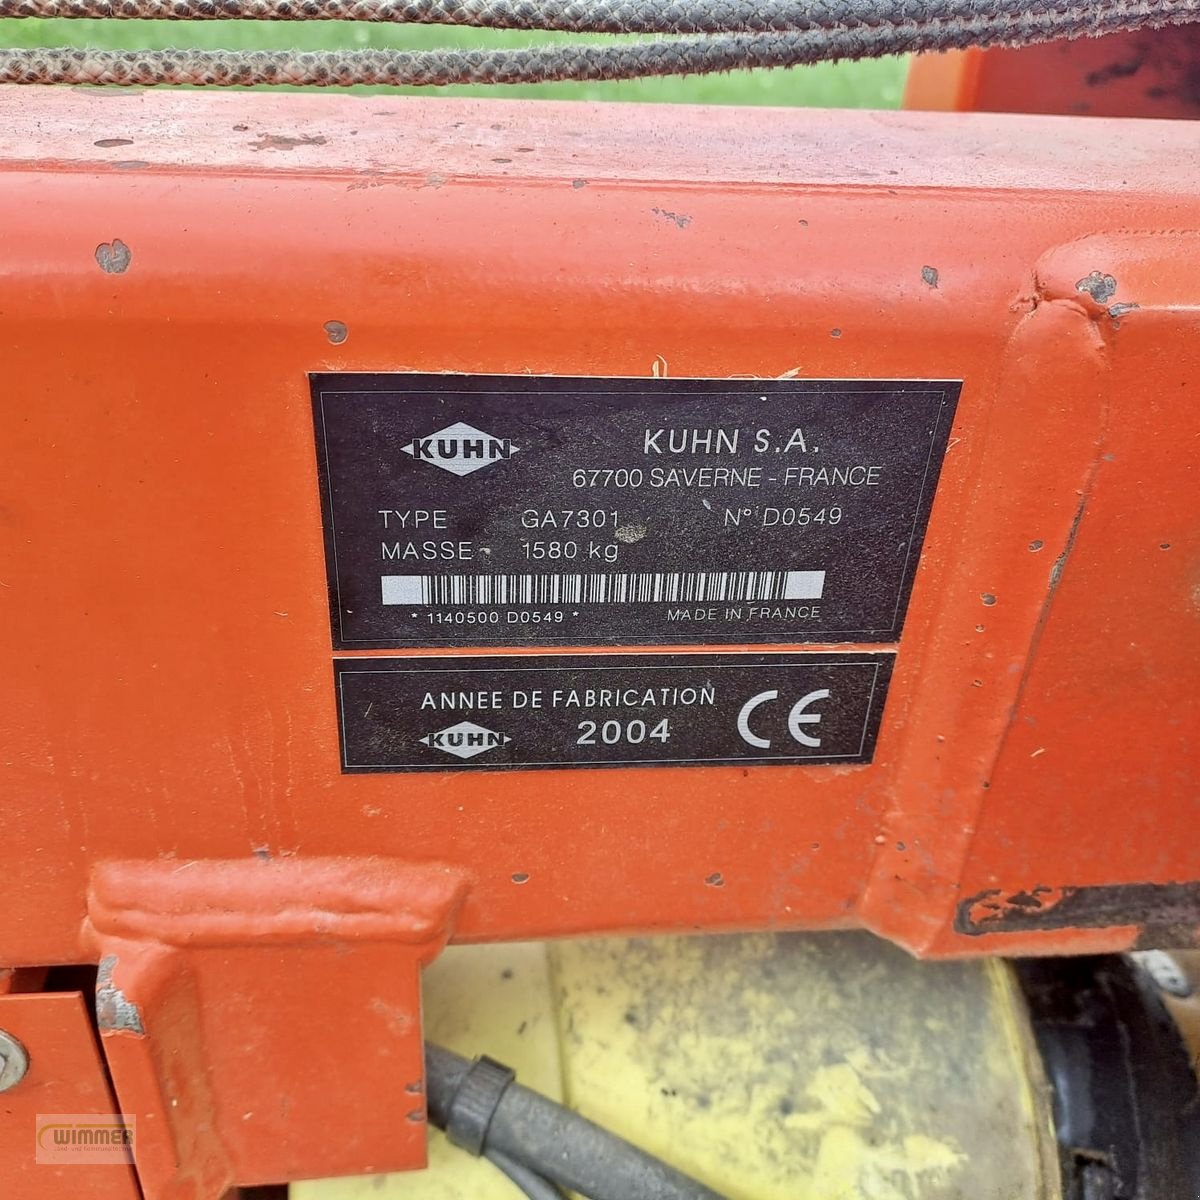 KUHN
KUHN S.A.
67700 SAVERNE - FRANCE
TYPE GA7301 N° D0549
MASSE 1580 kg
* 1140500 D0549 * MADE IN FRANCE
ANNEE DE FABRICATION
KUHN 2004 CE
WIMMER